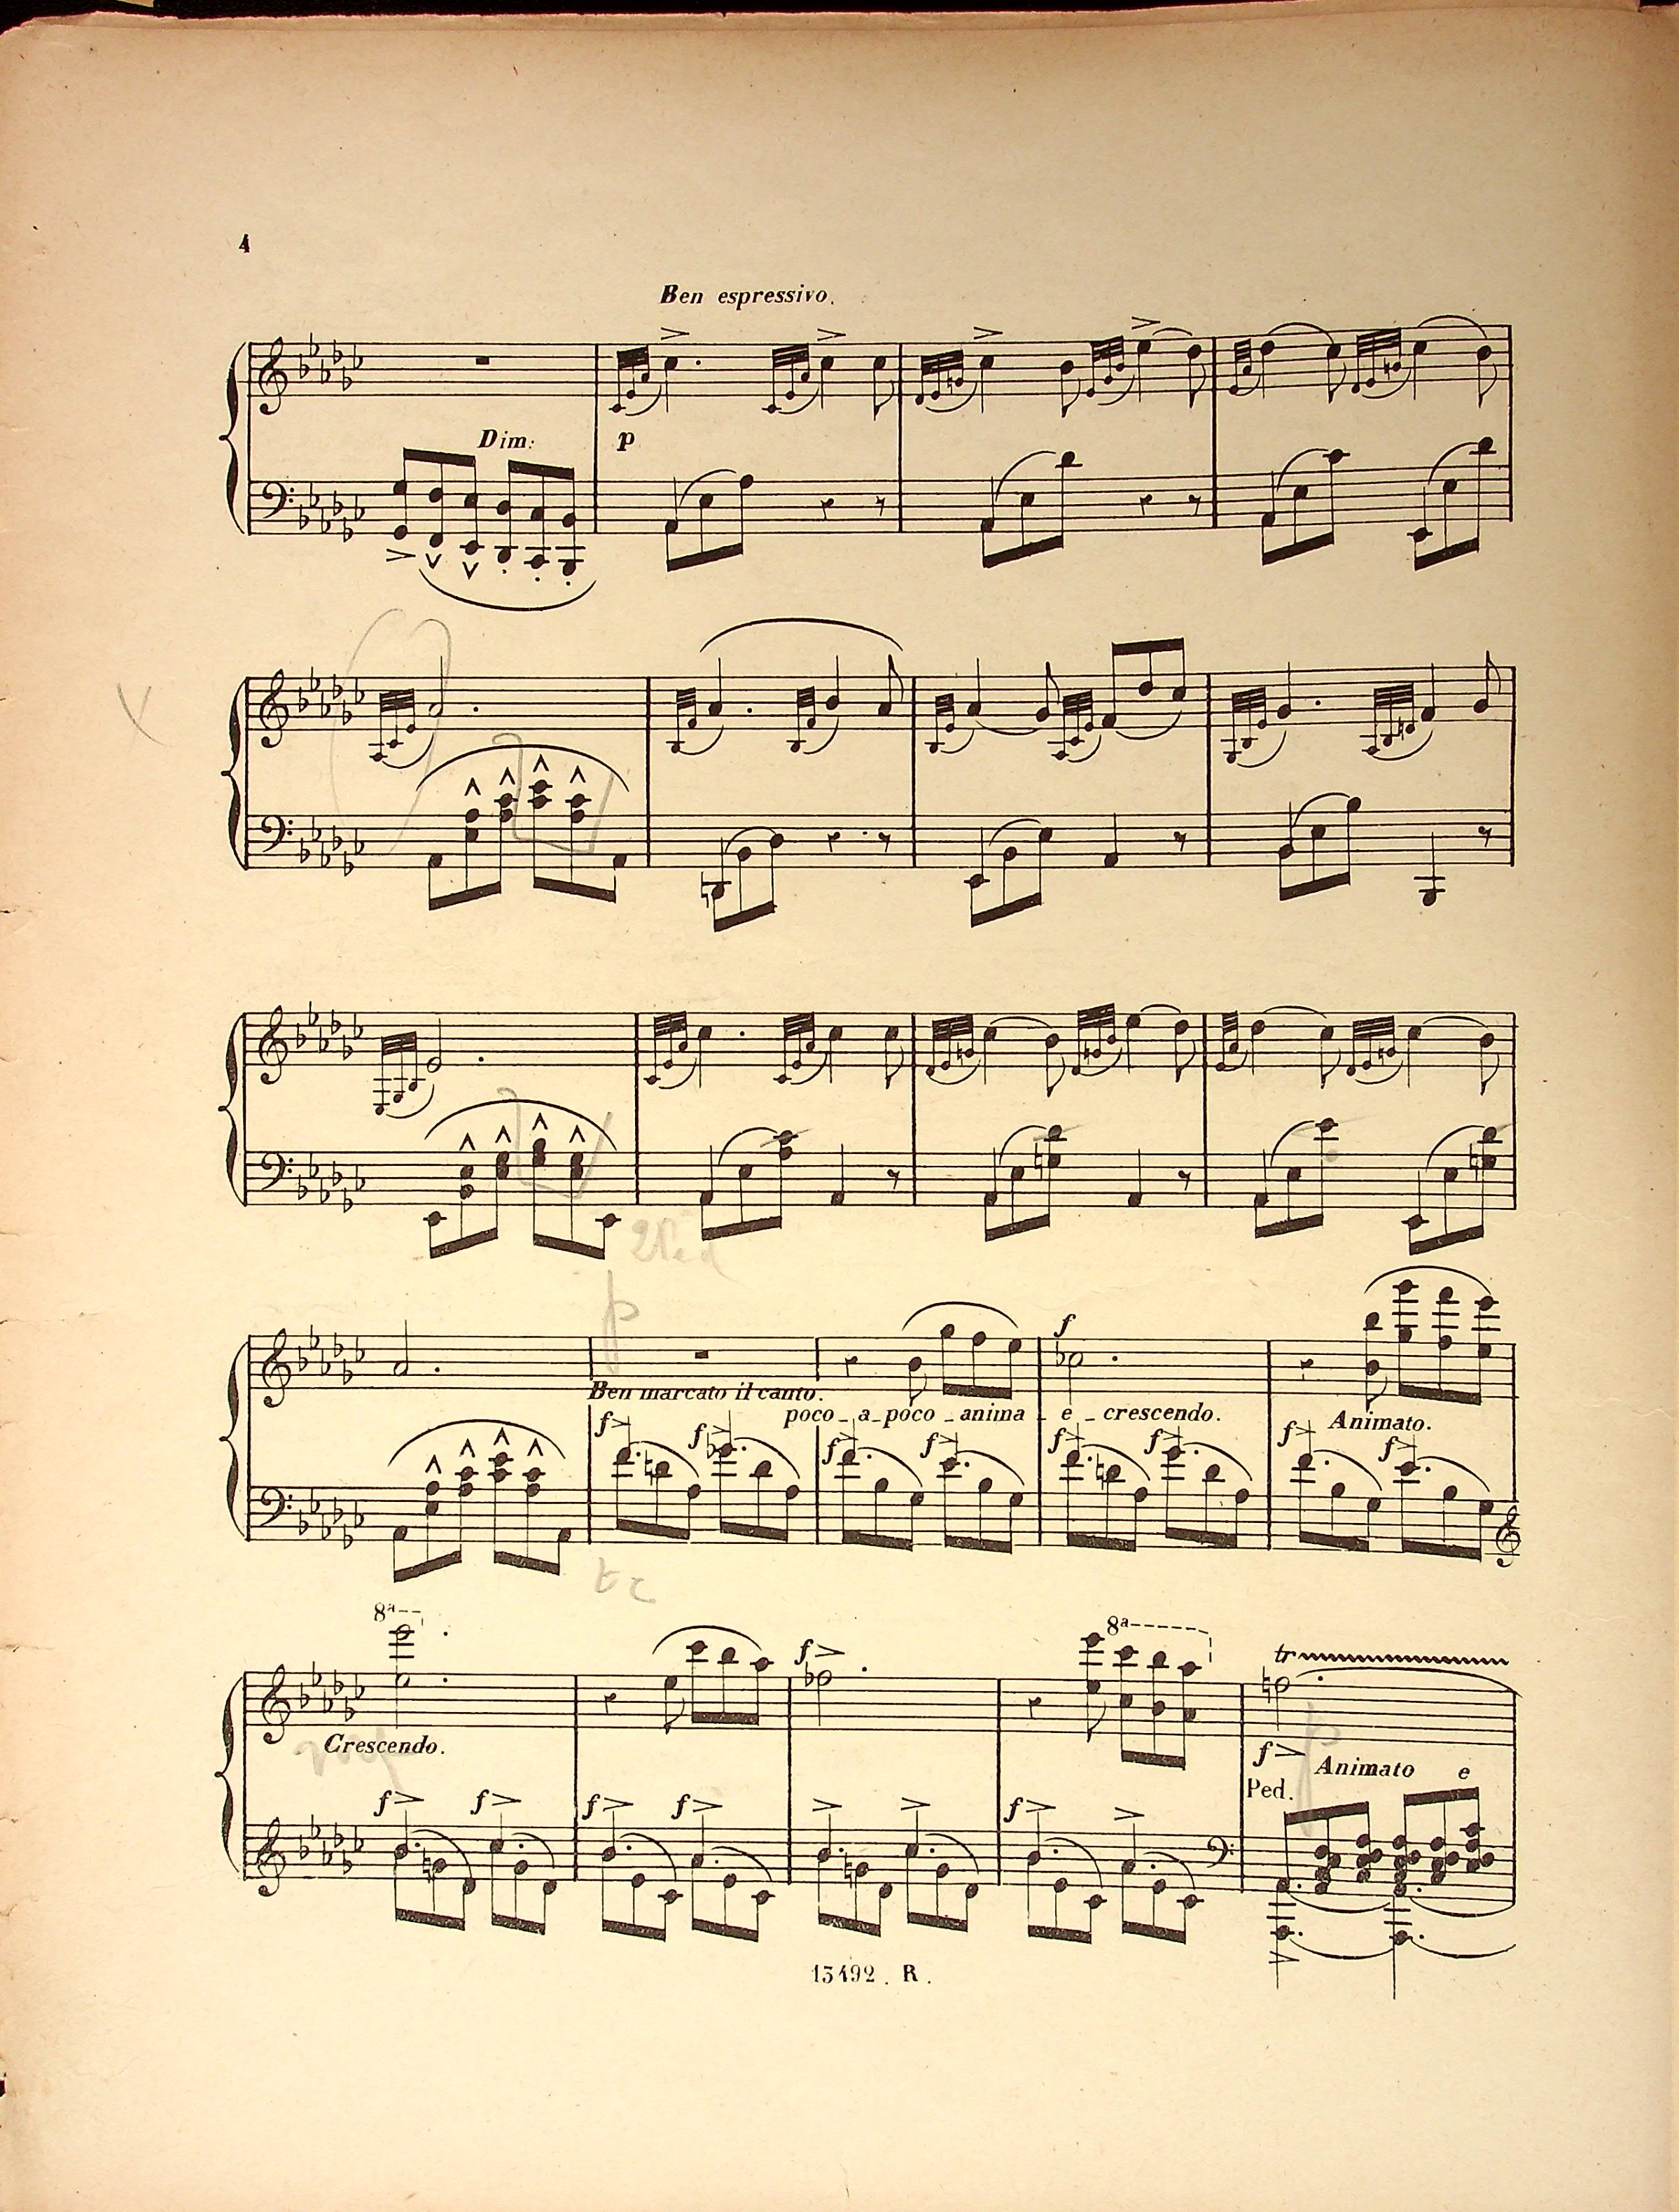 4
Ben espressivo.
Dim:
p
Ben marcato il canto.
f
poco _ a _ poco _ anima _ e _ crescendo.
Animato.
f f f f f f f f
8ª
8ª
f
tr
Crescendo.
f
Animato e
Ped.
f f f f f
13492. R.